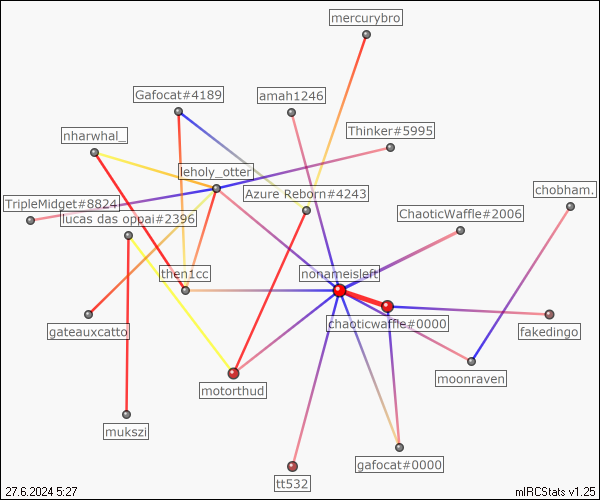 mercurybro
Gafocat#4189
amah1246
Thinker#5995
nharwhal_
leholy_otter
Azure Reborn#4243
chobham.
TripleMidget#8824
lucas das oppai#2396
ChaoticWaffle#2006
then1cc
nonameisleft
chaoticwaffle#0000
gateauxcatto
fakedingo
moonraven
motorthud
mukszi
gafocat#0000
tt532
27.6.2024 5:27
mIRCStats v1.25